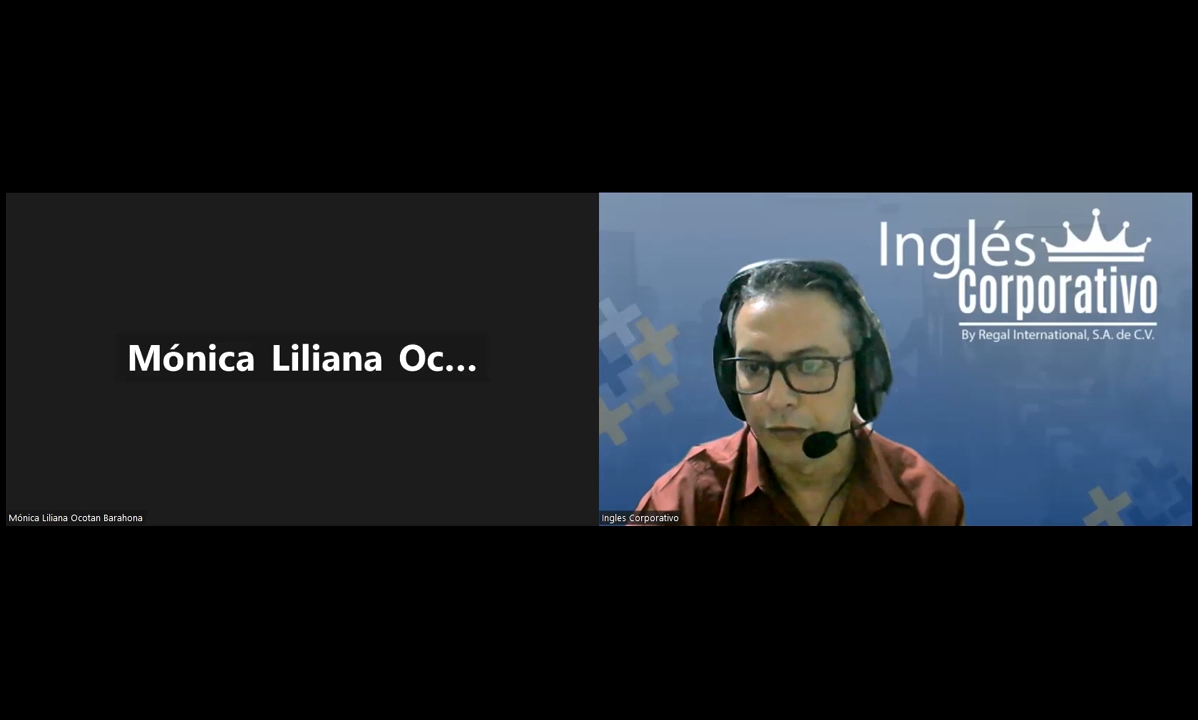 Mónica Liliana Oc...
Mónica Liliana Ocotan Barahona
Inglés
Corporativo
By Regal International, S.A. de C.V.
Ingles Corporativo